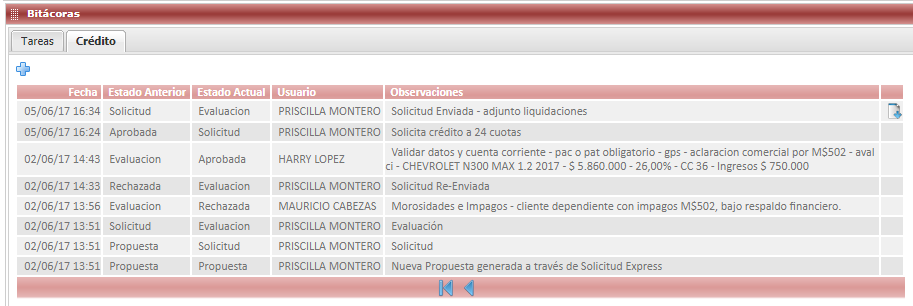 Bitácoras
Tareas Crédito
Fecha Estado Anterior Estado Actual Usuario Observaciones
05/06/17 16:34 Solicitud Evaluacion PRISCILLA MONTERO Solicitud Enviada - adjunto liquidaciones
05/06/17 16:24 Aprobada Solicitud PRISCILLA MONTERO Solicita crédito a 24 cuotas
02/06/17 14:43 Evaluacion Aprobada HARRY LOPEZ Validar datos y cuenta corriente - pac o pat obligatorio - gps - aclaracion comercial por M$502 - aval
ci - CHEVROLET N300 MAX 1.2 2017 - $ 5.860.000 - 26,00% - CC 36 - Ingresos $ 750.000
02/06/17 14:33 Rechazada Evaluacion PRISCILLA MONTERO Solicitud Re-Enviada
02/06/17 13:56 Evaluacion Rechazada MAURICIO CABEZAS Morosidades e Impagos - cliente dependiente con impagos M$502, bajo respaldo financiero.
02/06/17 13:51 Solicitud Evaluacion PRISCILLA MONTERO Evaluación
02/06/17 13:51 Propuesta Solicitud PRISCILLA MONTERO Solicitud
02/06/17 13:51 Propuesta Propuesta PRISCILLA MONTERO Nueva Propuesta generada a través de Solicitud Express